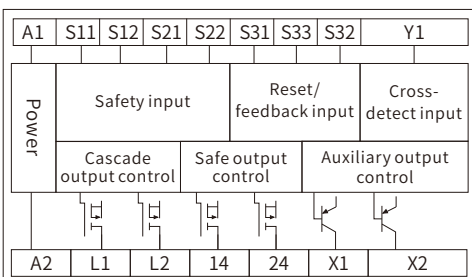 A1 S11 S12 S21 S22 S31 S33 S32 Y1
Power
Safety input
Reset/
feedback input
Cross-
detect input
Cascade
output control
Safe output
control
Auxiliary output
control
A2 L1 L2 14 24 X1 X2